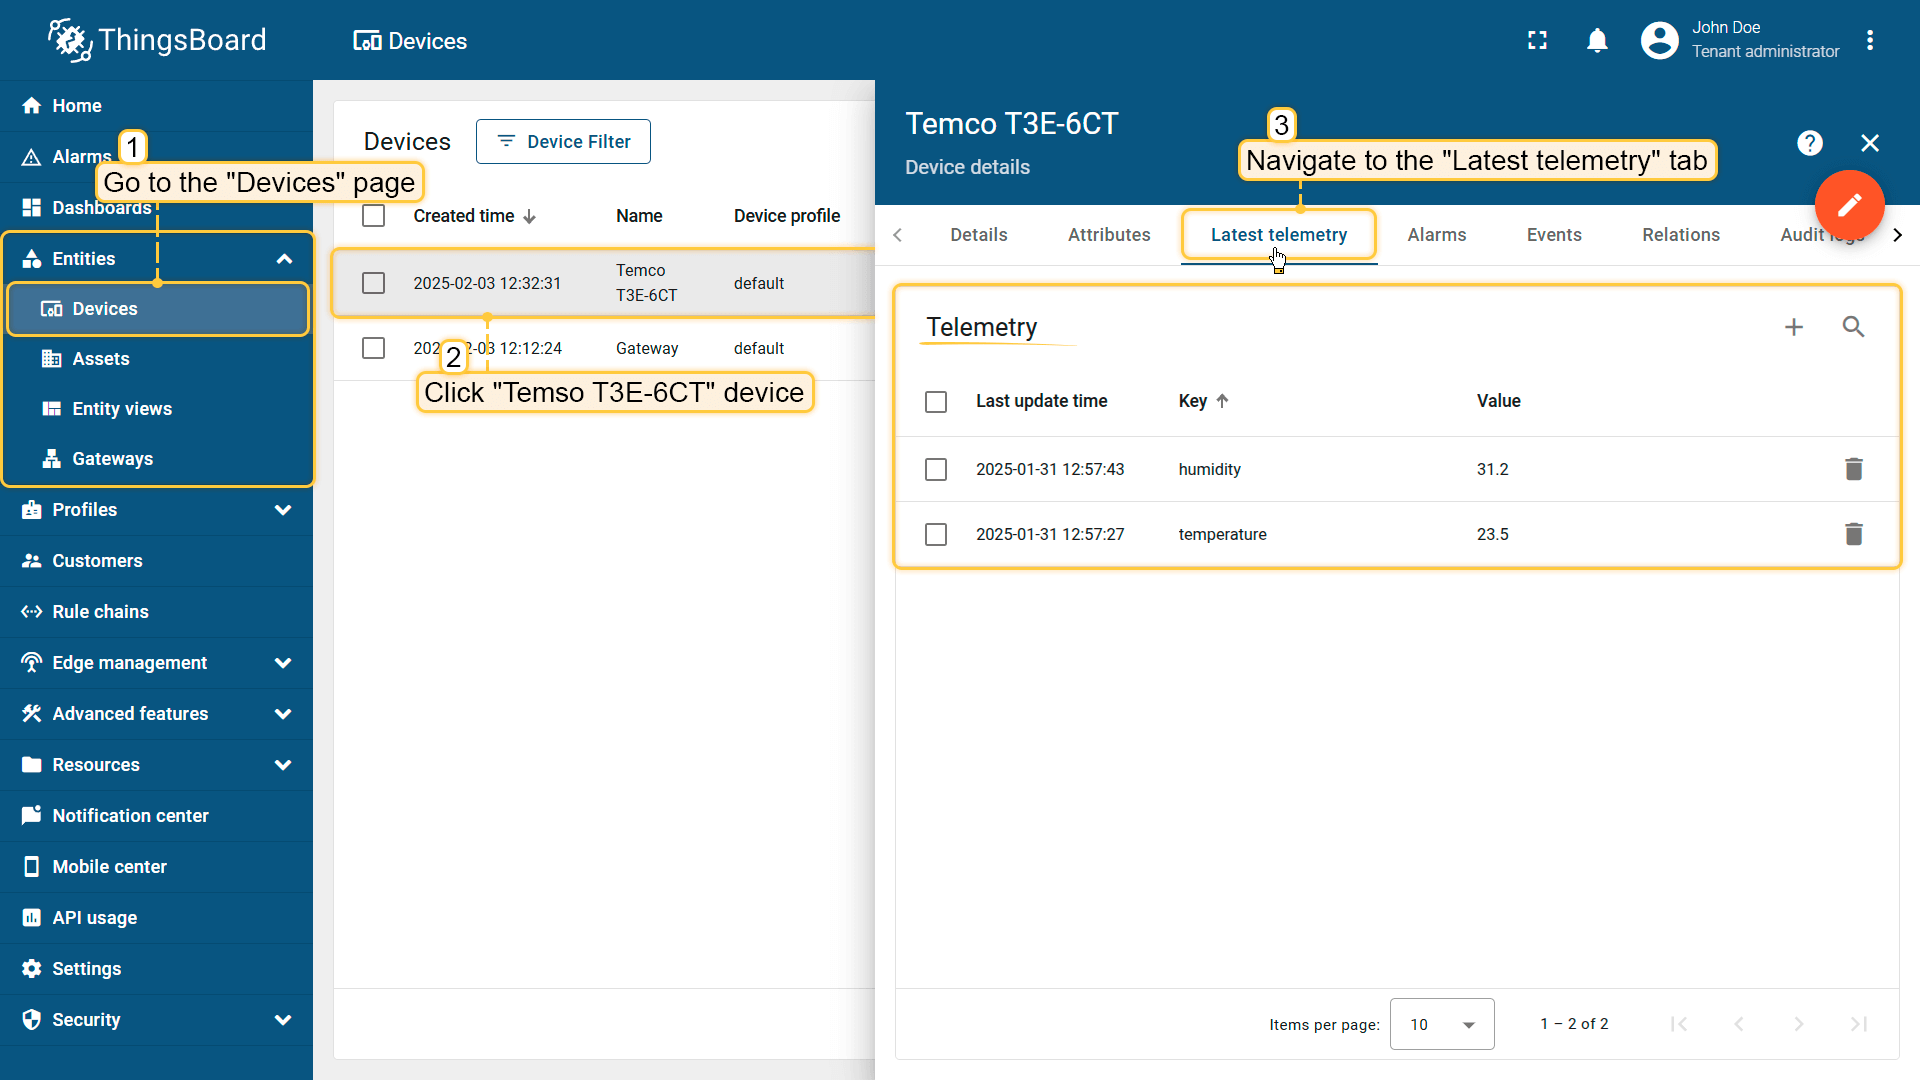 ThingsBoard
Devices
John Doe
Tenant administrator
Home
Alarms
1
Go to the "Devices" page
Dashboards
Entities
Devices
Assets
Entity views
Gateways
Profiles
Customers
Rule chains
Edge management
Advanced features
Resources
Notification center
Mobile center
API usage
Settings
Security
Devices
Device Filter
Created time
Name
Device profile
2025-02-03 12:32:31
Temco
T3E-6CT
default
12:12:24
Gateway
default
2
Click "Temso T3E-6CT" device
Temco T3E-6CT
Device details
3
Navigate to the "Latest telemetry" tab
?
Details
Attributes
Latest telemetry
Alarms
Events
Relations
Audit logs
Telemetry
Last update time
Key
Value
2025-01-31 12:57:43
humidity
31.2
2025-01-31 12:57:27
temperature
23.5
Items per page:
10
1 – 2 of 2